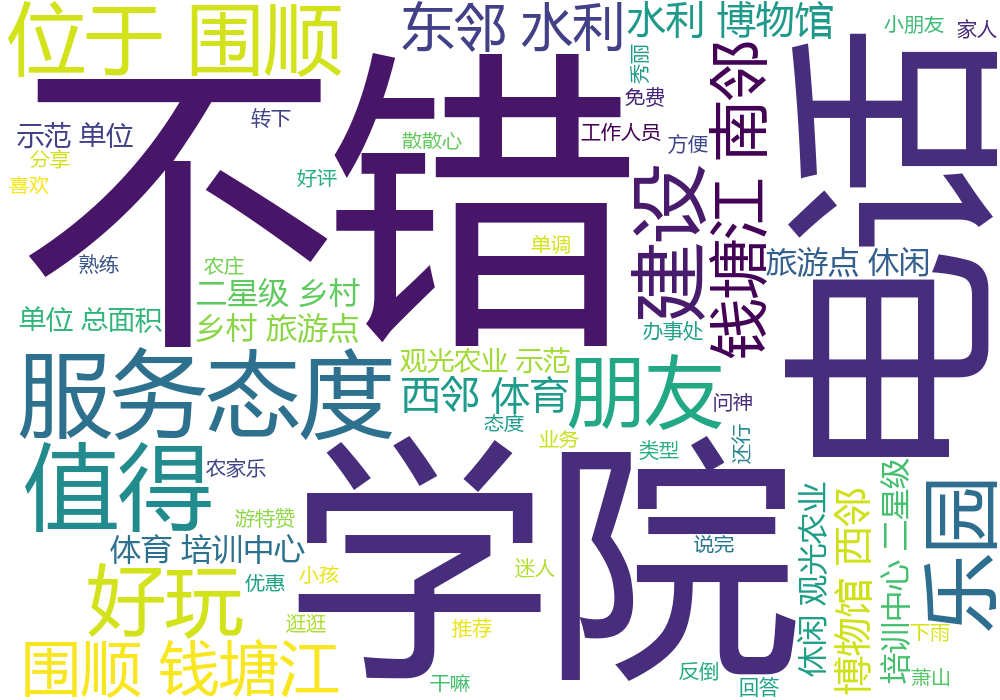 位于 围顺
东邻 水利
水利 博物馆
小朋友
家人
秀丽
不错
电话
示范 单位
转下
免费
南邻
散散心
工作人员
方便
分享
喜欢
好评
建设
钱塘江
单调
熟练
农庄
旅游点 休闲
二星级 乡村
单位 总面积
乡村 旅游点
办事处
服务态度
观光农业 示范
朋友
西邻 体育
问神
态度
值得
学院
业务
类型
还行
农家乐
休闲 观光农业
博物馆 西邻
培训中心 二星级
乐园
游特赞
体育 培训中心
说完
好玩
优惠
小孩
迷人
逛逛
推荐
下雨
围顺 钱塘江
干嘛
反倒
回答
萧山